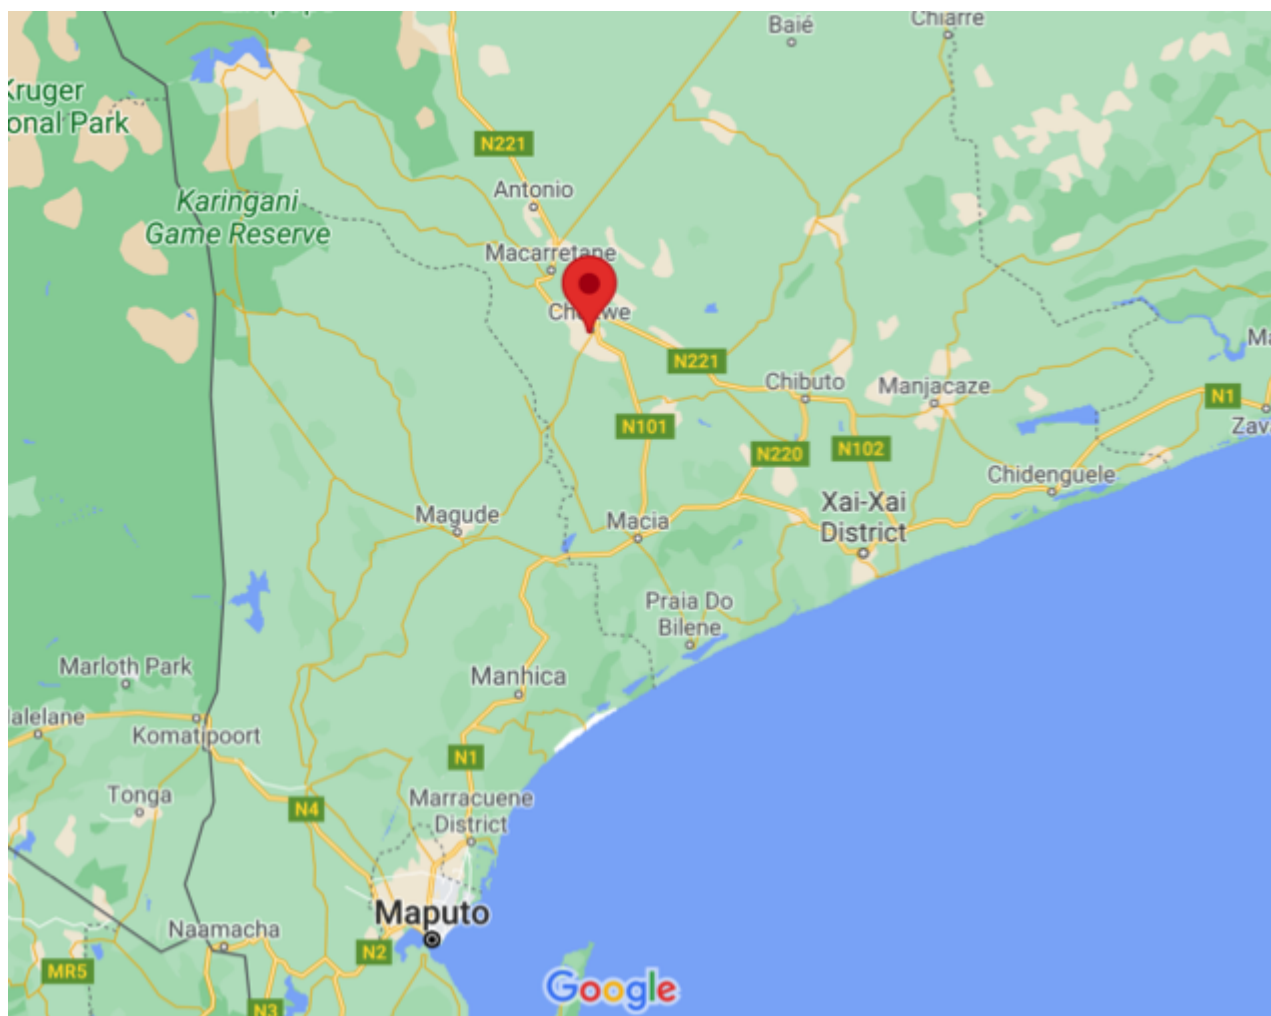 Baié
Chiarre
Kruger
onal Park
N221
Antonio
Karingani
Game Reserve
Macarretane
N221
Chibuto
Manjacaze
N1
N101
N220
N102
Chidenguele
Magude
Macia
Xai-Xai
District
Praia Do
Bilene
Marloth Park
Manhica
alelane
Komatipoort
N1
Tonga
N4
Marracuene
District
Maputo
Naamacha
N2
MR5
N3
Google